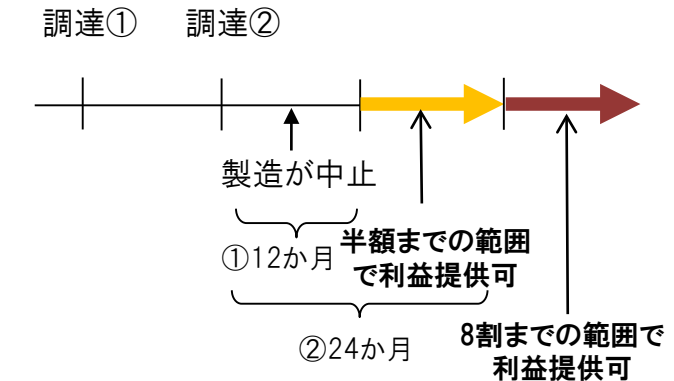 調達①
調達②
製造が中止
①12か月
半額までの範囲
で利益提供可
②24か月
8割までの範囲で
利益提供可